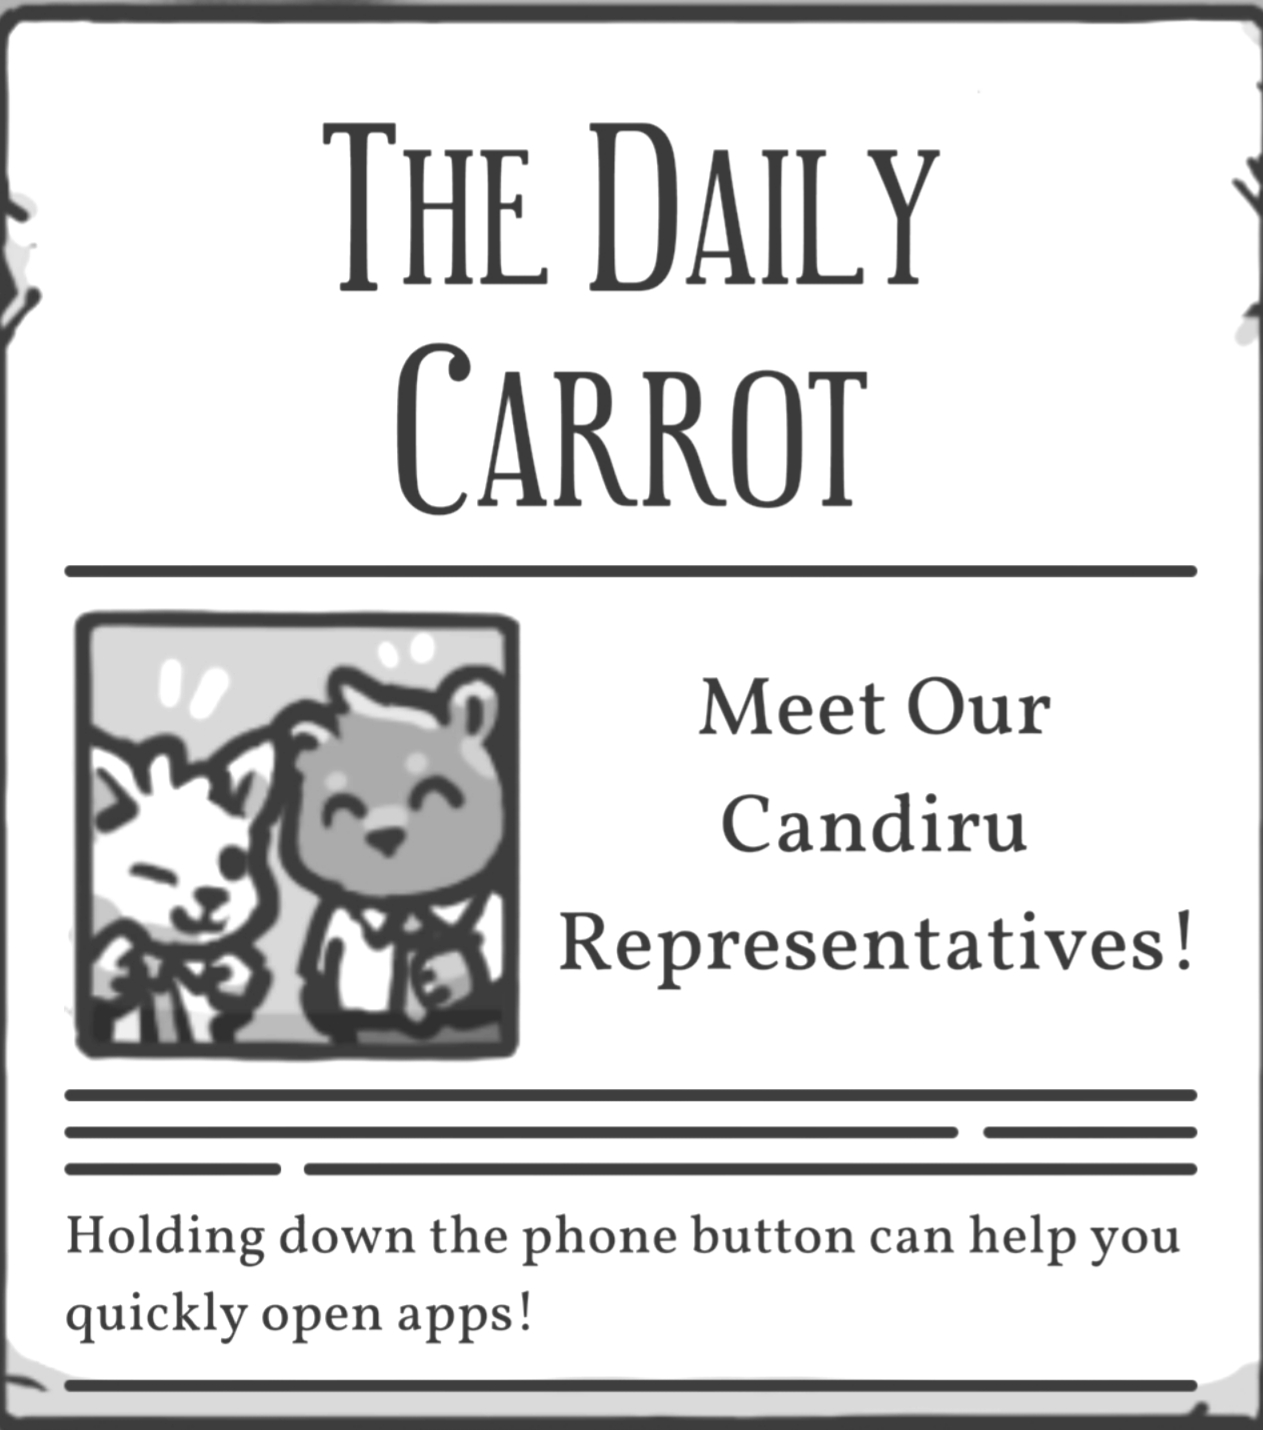 THE DAILY
CARROT
Meet Our
Candiru
Representatives!
Holding down the phone button can help you
quickly open apps!